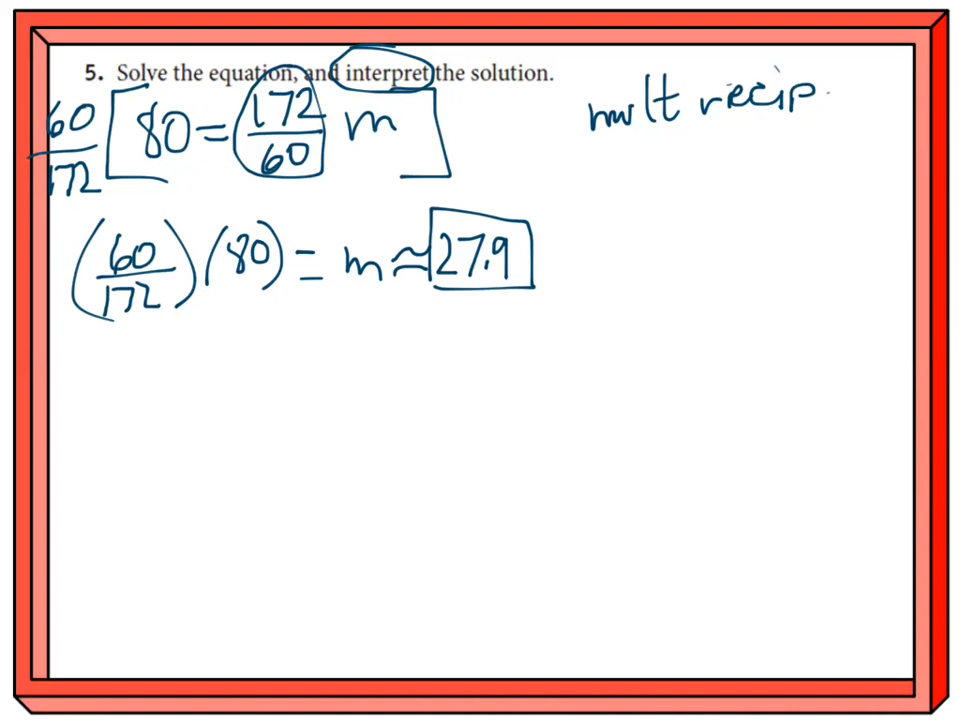 5. Solve the equation, and interpret the solution.
mult recip.
60/172 [80 = 172/60 m]
(60/172)(80) = m ≈ 27.9